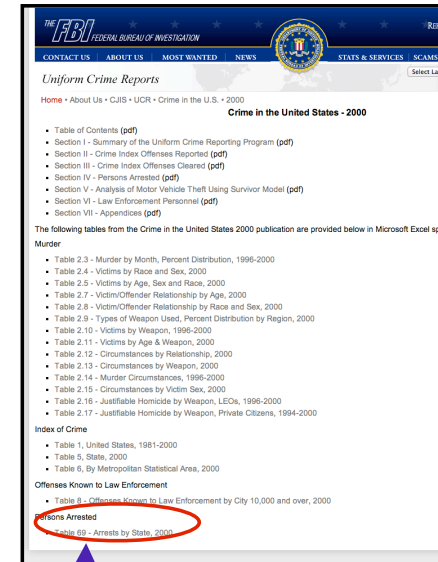 THE FBI FEDERAL BUREAU OF INVESTIGATION
CONTACT US ABOUT US MOST WANTED NEWS STATS & SERVICES SCAMS
Uniform Crime Reports
Select La
Home • About Us • CJIS • UCR • Crime in the U.S. • 2000
Crime in the United States - 2000
Table of Contents (pdf)
Section I - Summary of the Uniform Crime Reporting Program (pdf)
Section II - Crime Index Offenses Reported (pdf)
Section III - Crime Index Offenses Cleared (pdf)
Section IV - Persons Arrested (pdf)
Section V - Analysis of Motor Vehicle Theft Using Survivor Model (pdf)
Section VI - Law Enforcement Personnel (pdf)
Section VII - Appendices (pdf)
The following tables from the Crime in the United States 2000 publication are provided below in Microsoft Excel sp
Murder
Table 2.3 - Murder by Month, Percent Distribution, 1996-2000
Table 2.4 - Victims by Race and Sex, 2000
Table 2.5 - Victims by Age, Sex and Race, 2000
Table 2.7 - Victim/Offender Relationship by Age, 2000
Table 2.8 - Victim/Offender Relationship by Race and Sex, 2000
Table 2.9 - Types of Weapon Used, Percent Distribution by Region, 2000
Table 2.10 - Victims by Weapon, 1996-2000
Table 2.11 - Victims by Age & Weapon, 2000
Table 2.12 - Circumstances by Relationship, 2000
Table 2.13 - Circumstances by Weapon, 2000
Table 2.14 - Murder Circumstances, 1996-2000
Table 2.15 - Circumstances by Victim Sex, 2000
Table 2.16 - Justifiable Homicide by Weapon, LEOs, 1996-2000
Table 2.17 - Justifiable Homicide by Weapon, Private Citizens, 1994-2000
Index of Crime
Table 1, United States, 1981-2000
Table 5, State, 2000
Table 6, By Metropolitan Statistical Area, 2000
Offenses Known to Law Enforcement
Table 8 - Offenses Known to Law Enforcement by City 10,000 and over, 2000
Persons Arrested
Table 69 - Arrests by State, 2000